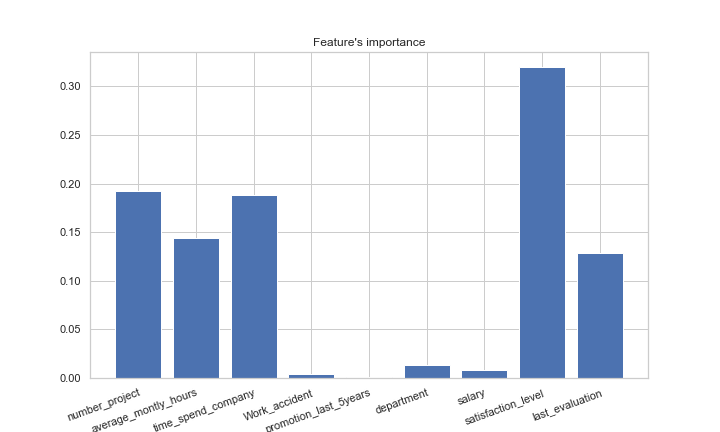 Feature's importance
0.30
0.25
0.20
0.15
0.10
0.05
0.00
number_project
average_montly_hours
time_spend_company
Work_accident
promotion_last_5years
department
salary
satisfaction_level
last_evaluation